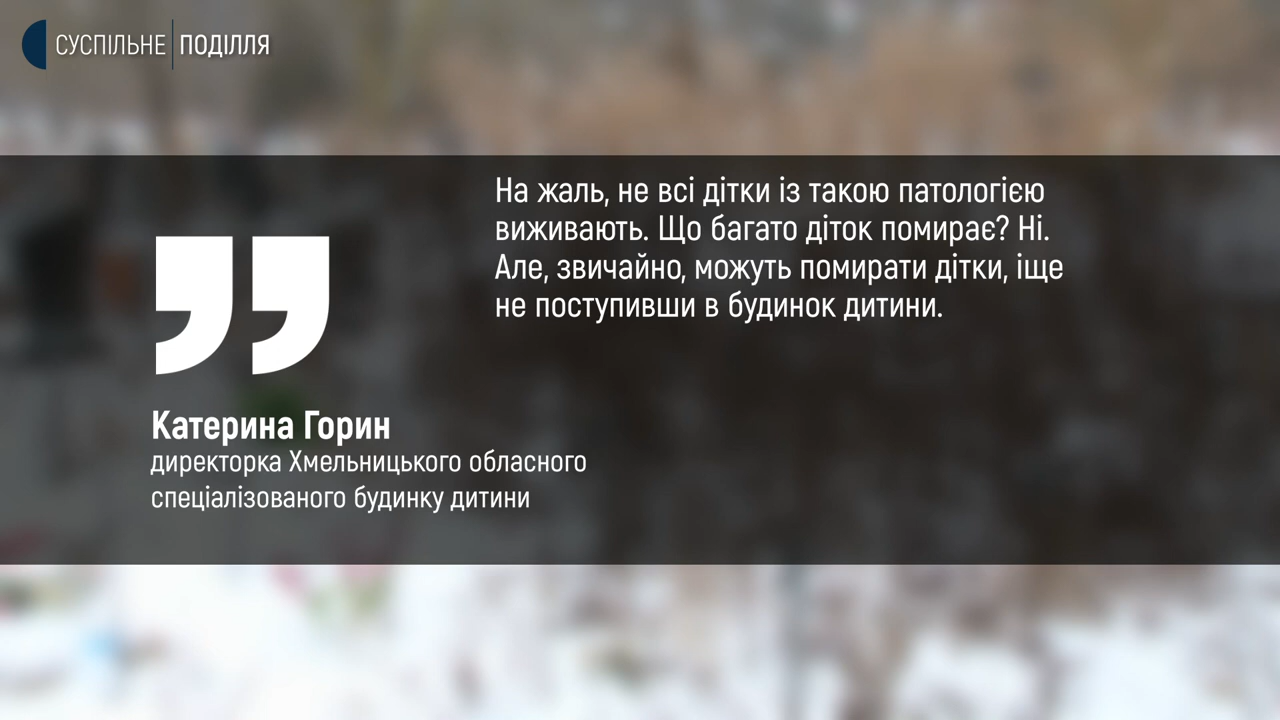 СУСПІЛЬНЕ ПОДІЛЛЯ
На жаль, не всі дітки із такою патологією
виживають. Що багато діток помирає? Ні.
Але, звичайно, можуть помирати дітки, іще
не поступивши в будинок дитини.
Катерина Горин
директорка Хмельницького обласного
спеціалізованого будинку дитини